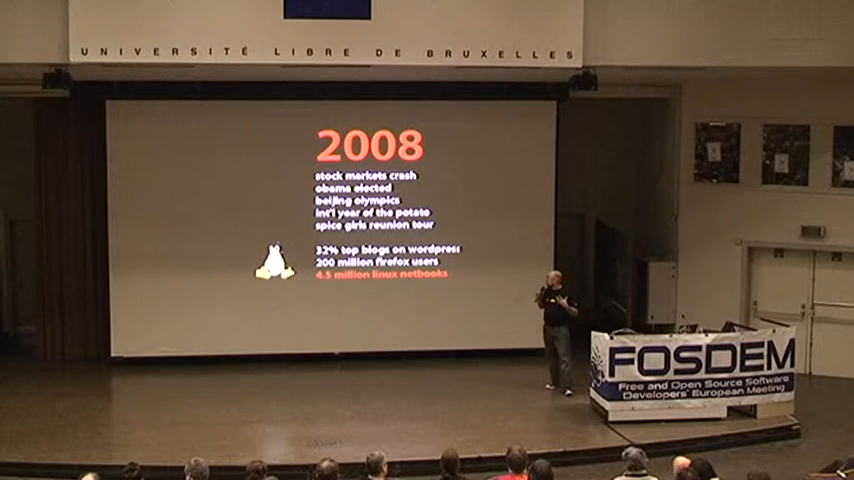 UNIVERSITÉ LIBRE DE BRUXELLES
2008
stock markets crash
obama elected
beijing olympics
int'l year of the potato
spice girls reunion tour
32% top blogs on wordpress
200 million firefox users
4.5 million linux netbooks
FOSDEM
Free and Open Source Software
Developers' European Meeting